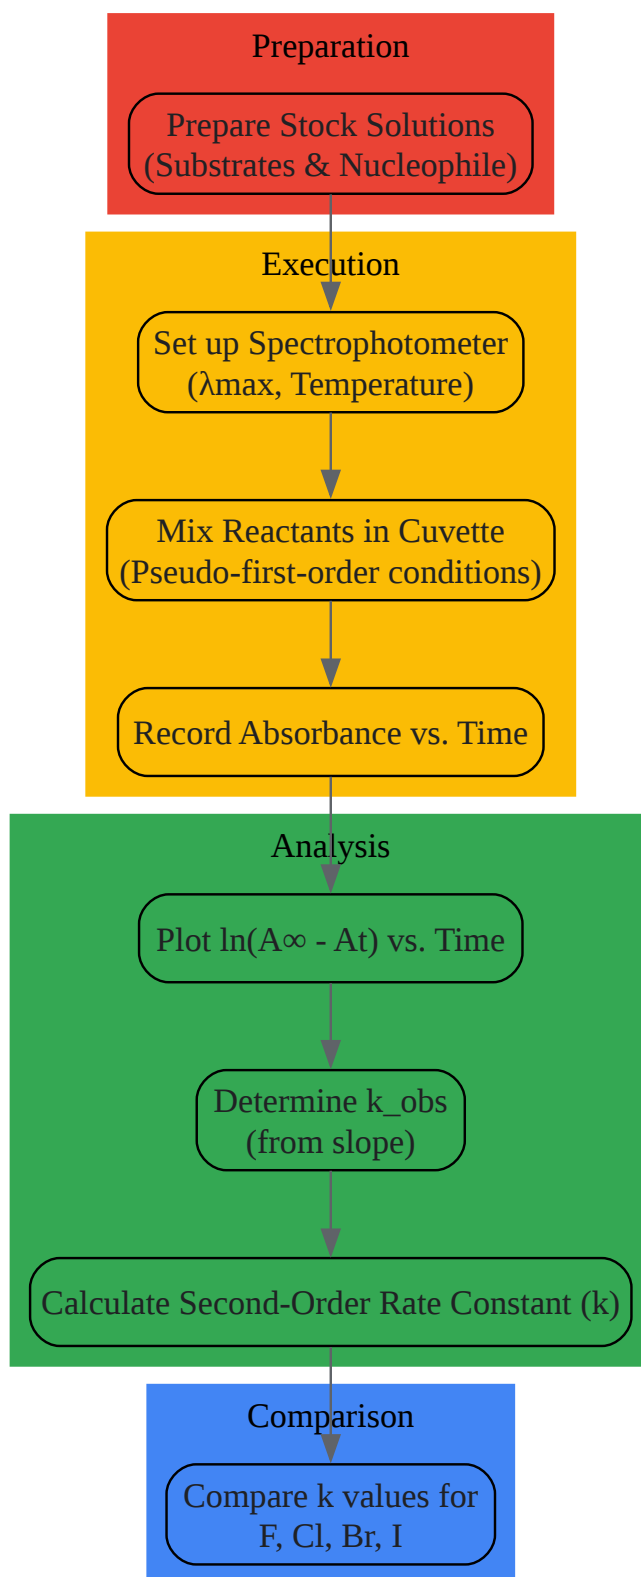 Preparation
Prepare Stock Solutions
(Substrates & Nucleophile)
Execution
Set up Spectrophotometer
(λmax, Temperature)
Mix Reactants in Cuvette
(Pseudo-first-order conditions)
Record Absorbance vs. Time
Analysis
Plot ln(A∞ - At) vs. Time
Determine k_obs
(from slope)
Calculate Second-Order Rate Constant (k)
Comparison
Compare k values for
F, Cl, Br, I